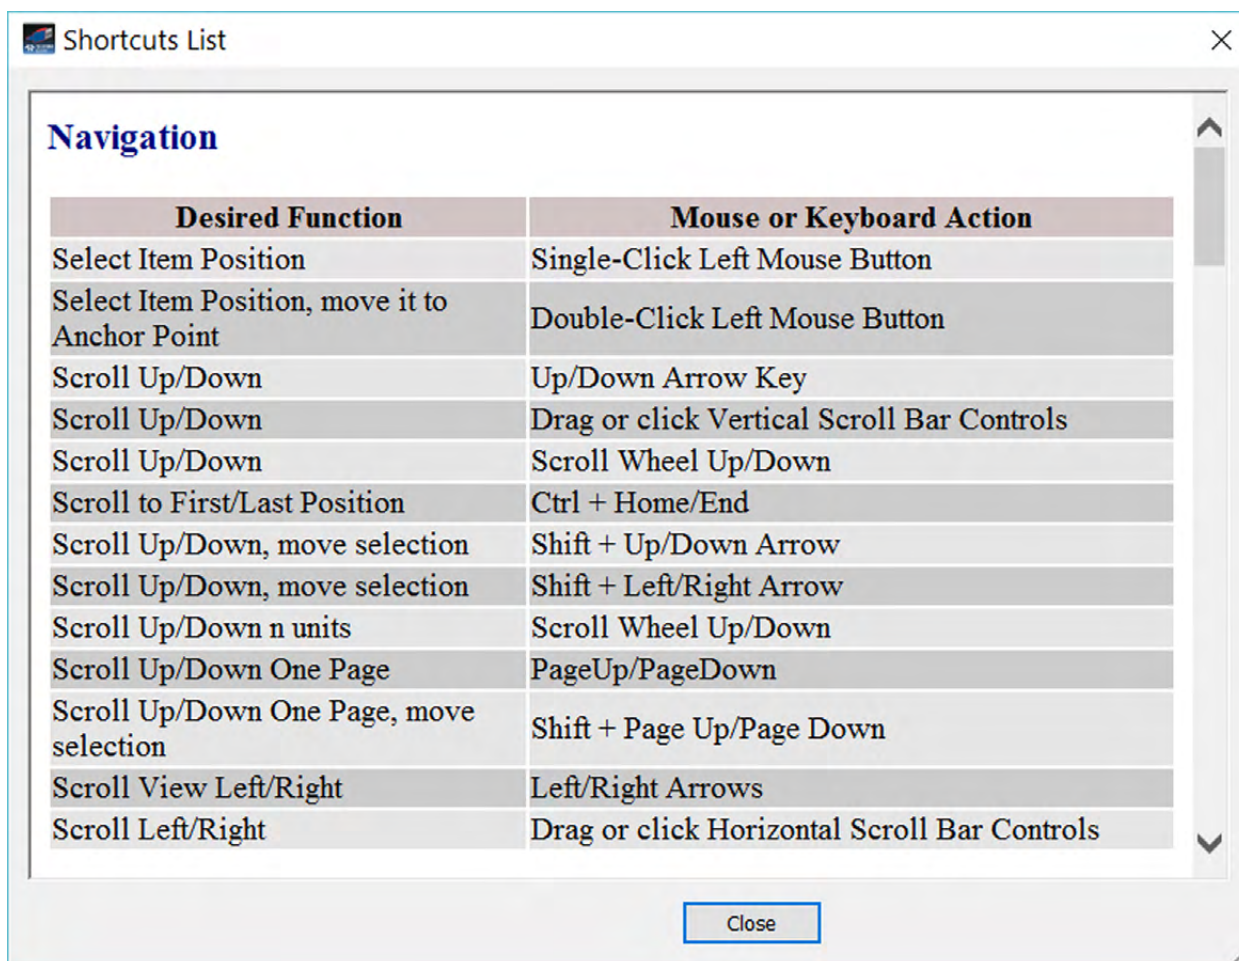 Shortcuts List
Navigation
Desired Function Mouse or Keyboard Action
Select Item Position Single-Click Left Mouse Button
Select Item Position, move it to
Anchor Point Double-Click Left Mouse Button
Scroll Up/Down Up/Down Arrow Key
Scroll Up/Down Drag or click Vertical Scroll Bar Controls
Scroll Up/Down Scroll Wheel Up/Down
Scroll to First/Last Position Ctrl + Home/End
Scroll Up/Down, move selection Shift + Up/Down Arrow
Scroll Up/Down, move selection Shift + Left/Right Arrow
Scroll Up/Down n units Scroll Wheel Up/Down
Scroll Up/Down One Page PageUp/PageDown
Scroll Up/Down One Page, move
selection Shift + Page Up/Page Down
Scroll View Left/Right Left/Right Arrows
Scroll Left/Right Drag or click Horizontal Scroll Bar Controls
Close